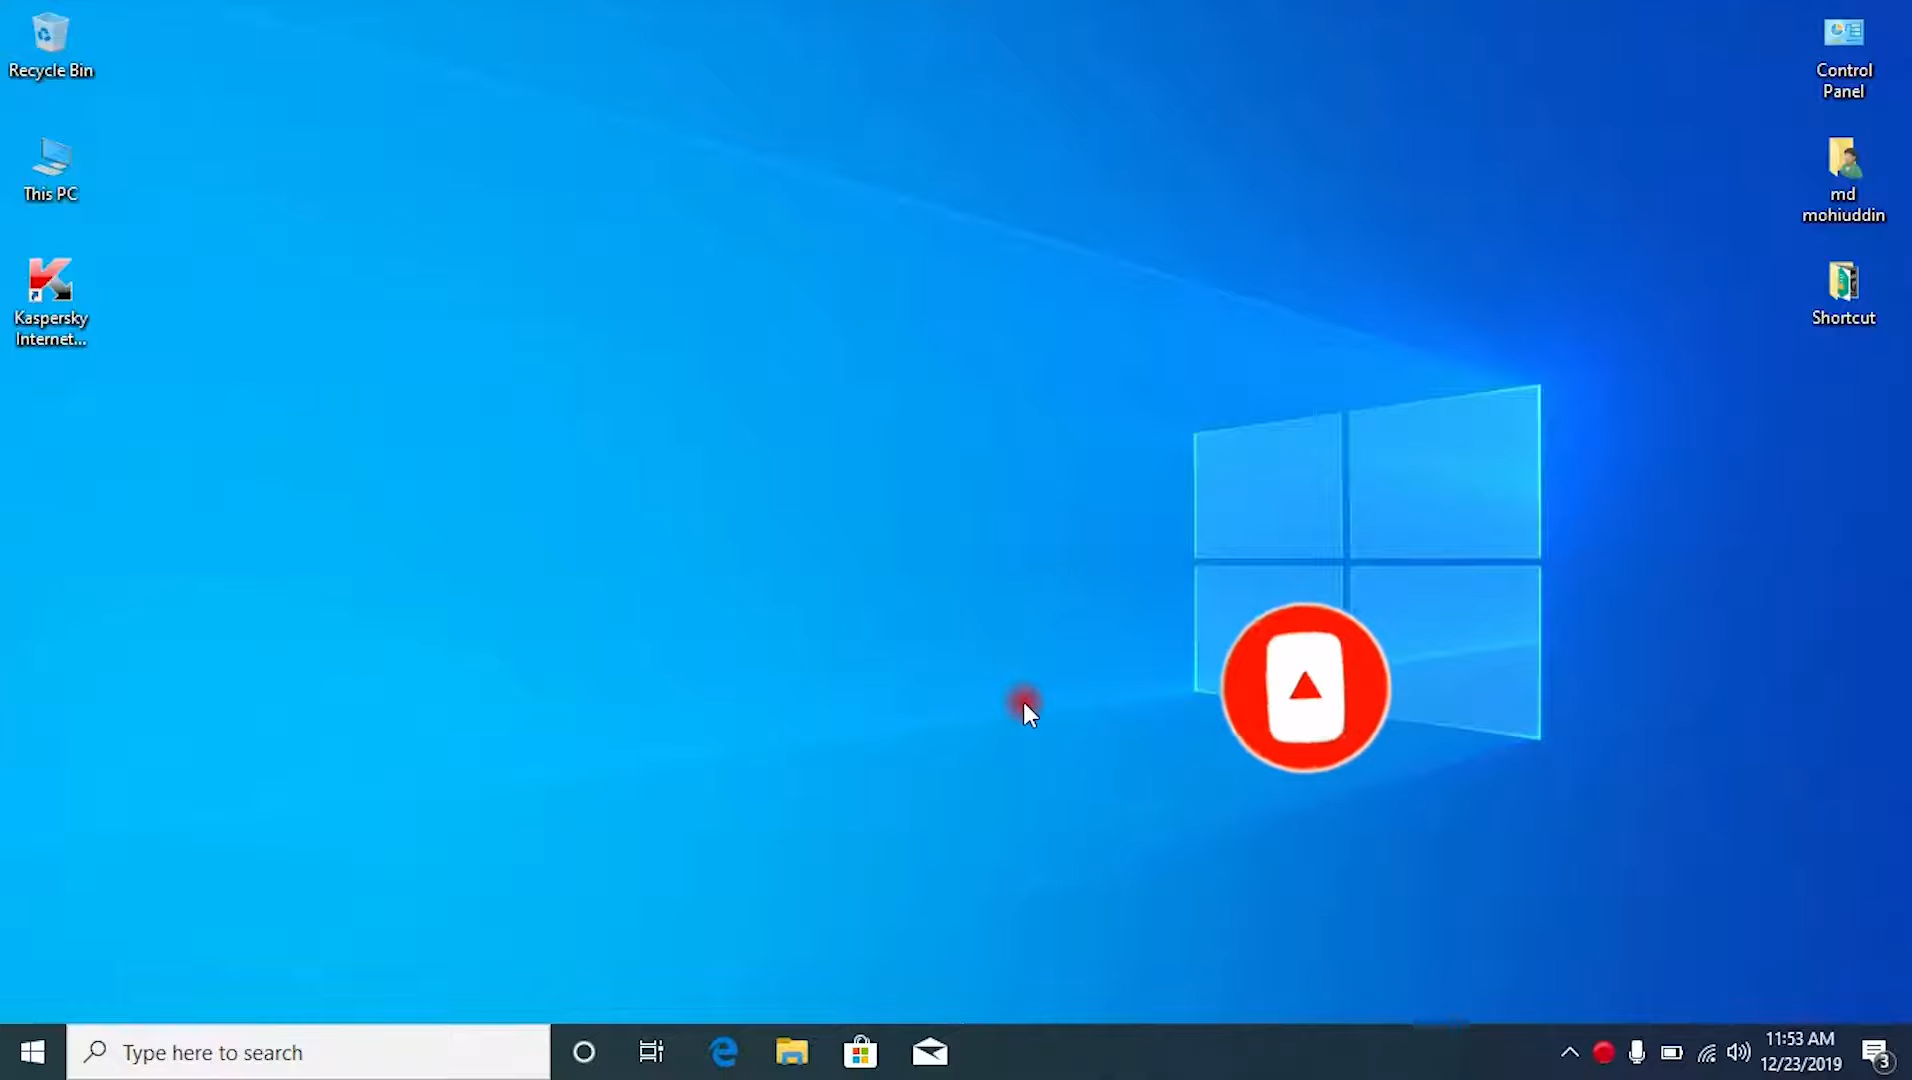 Recycle Bin
This PC
Kaspersky
Internet...
Control
Panel
md
mohiuddin
Shortcut
Type here to search
11:53 AM
12/23/2019
3